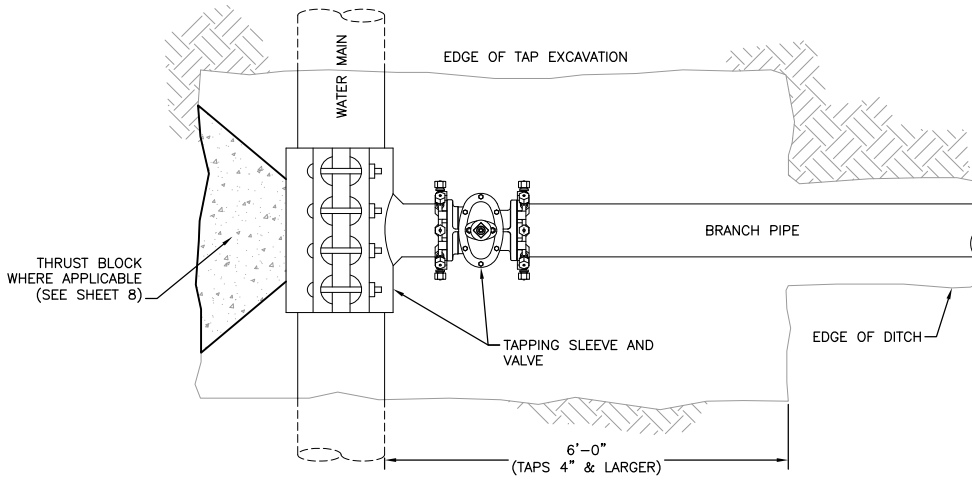 EDGE OF TAP EXCAVATION
WATER MAIN
BRANCH PIPE
THRUST BLOCK
WHERE APPLICABLE
(SEE SHEET 8)
TAPPING SLEEVE AND
VALVE
EDGE OF DITCH
6'-0"
(TAPS 4" & LARGER)
(